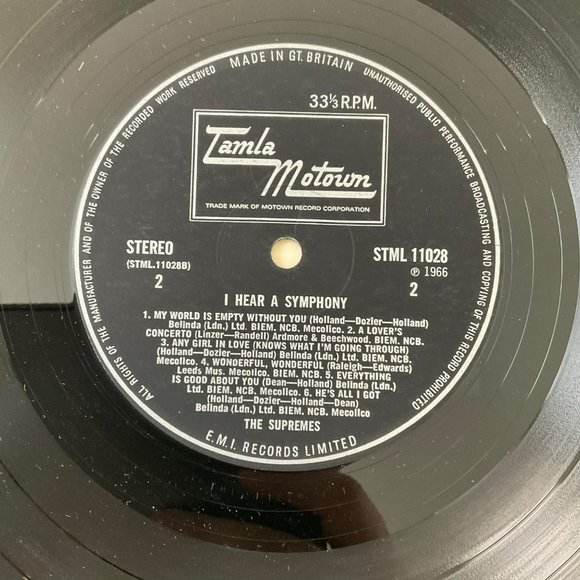 MADE IN GT. BRITAIN
UNAUTHORISED PUBLIC PERFORMANCE BROADCASTING AND COPYING OF THIS RECORD PROHIBITED
ALL RIGHTS OF THE MANUFACTURER AND OF THE OWNER OF THE RECORDED WORK RESERVED
33⅓ R.P.M.
Tamla
Motown
TRADE MARK OF MOTOWN RECORD CORPORATION
STEREO
(STML.11028B)
2
STML 11028
℗ 1966
2
I HEAR A SYMPHONY
1. MY WORLD IS EMPTY WITHOUT YOU (Holland—Dozier—Holland)
Belinda (Ldn.) Ltd. BIEM. NCB. Mecolico. 2. A LOVER'S
CONCERTO (Linzer—Randell) Ardmore & Beechwood. BIEM. NCB.
3. ANY GIRL IN LOVE (KNOWS WHAT I'M GOING THROUGH)
(Holland—Dozier—Holland) Belinda (Ldn.) Ltd. BIEM. NCB.
Mecolico. 4. WONDERFUL, WONDERFUL (Raleigh—Edwards)
Leeds Mus. Mecolico. BIEM. NCB. 5. EVERYTHING
IS GOOD ABOUT YOU (Dean—Holland) Belinda (Ldn.)
Ltd. BIEM. NCB. Mecolico. 6. HE'S ALL I GOT
(Holland—Dozier—Holland—Dean)
Belinda (Ldn.) Ltd. BIEM. NCB. Mecolico
THE SUPREMES
E.M.I. RECORDS LIMITED